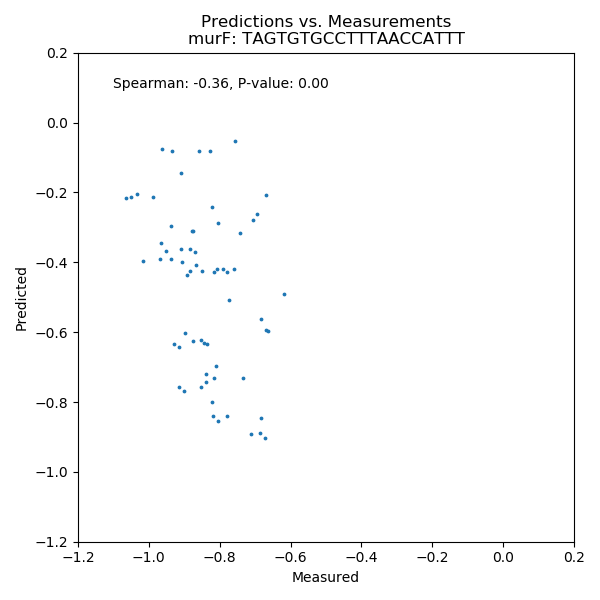 Predictions vs. Measurements
murF: TAGTGTGCCTTTAACCATTT
Spearman: -0.36, P-value: 0.00
0.2
0.0
−0.2
−0.4
−0.6
−0.8
−1.0
−1.2
Predicted
−1.2 −1.0 −0.8 −0.6 −0.4 −0.2 0.0 0.2
Measured